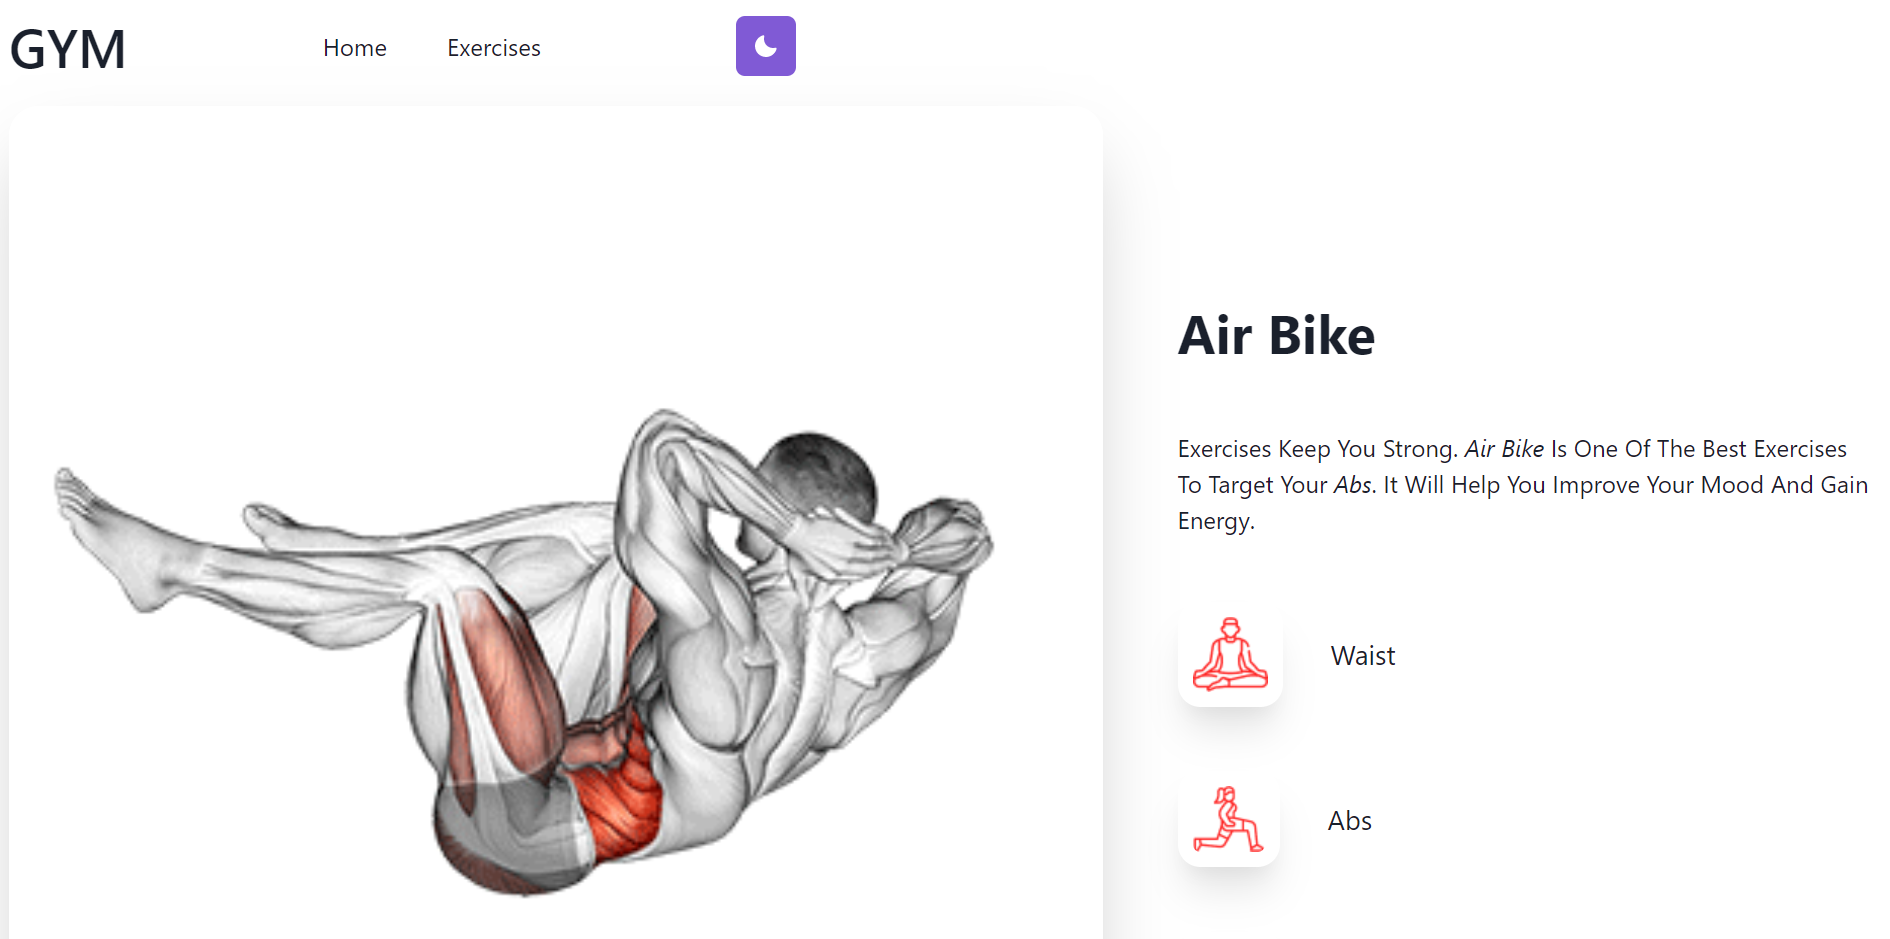 GYM
Home
Exercises
Air Bike
Exercises Keep You Strong. Air Bike Is One Of The Best Exercises
To Target Your Abs. It Will Help You Improve Your Mood And Gain
Energy.
Waist
Abs